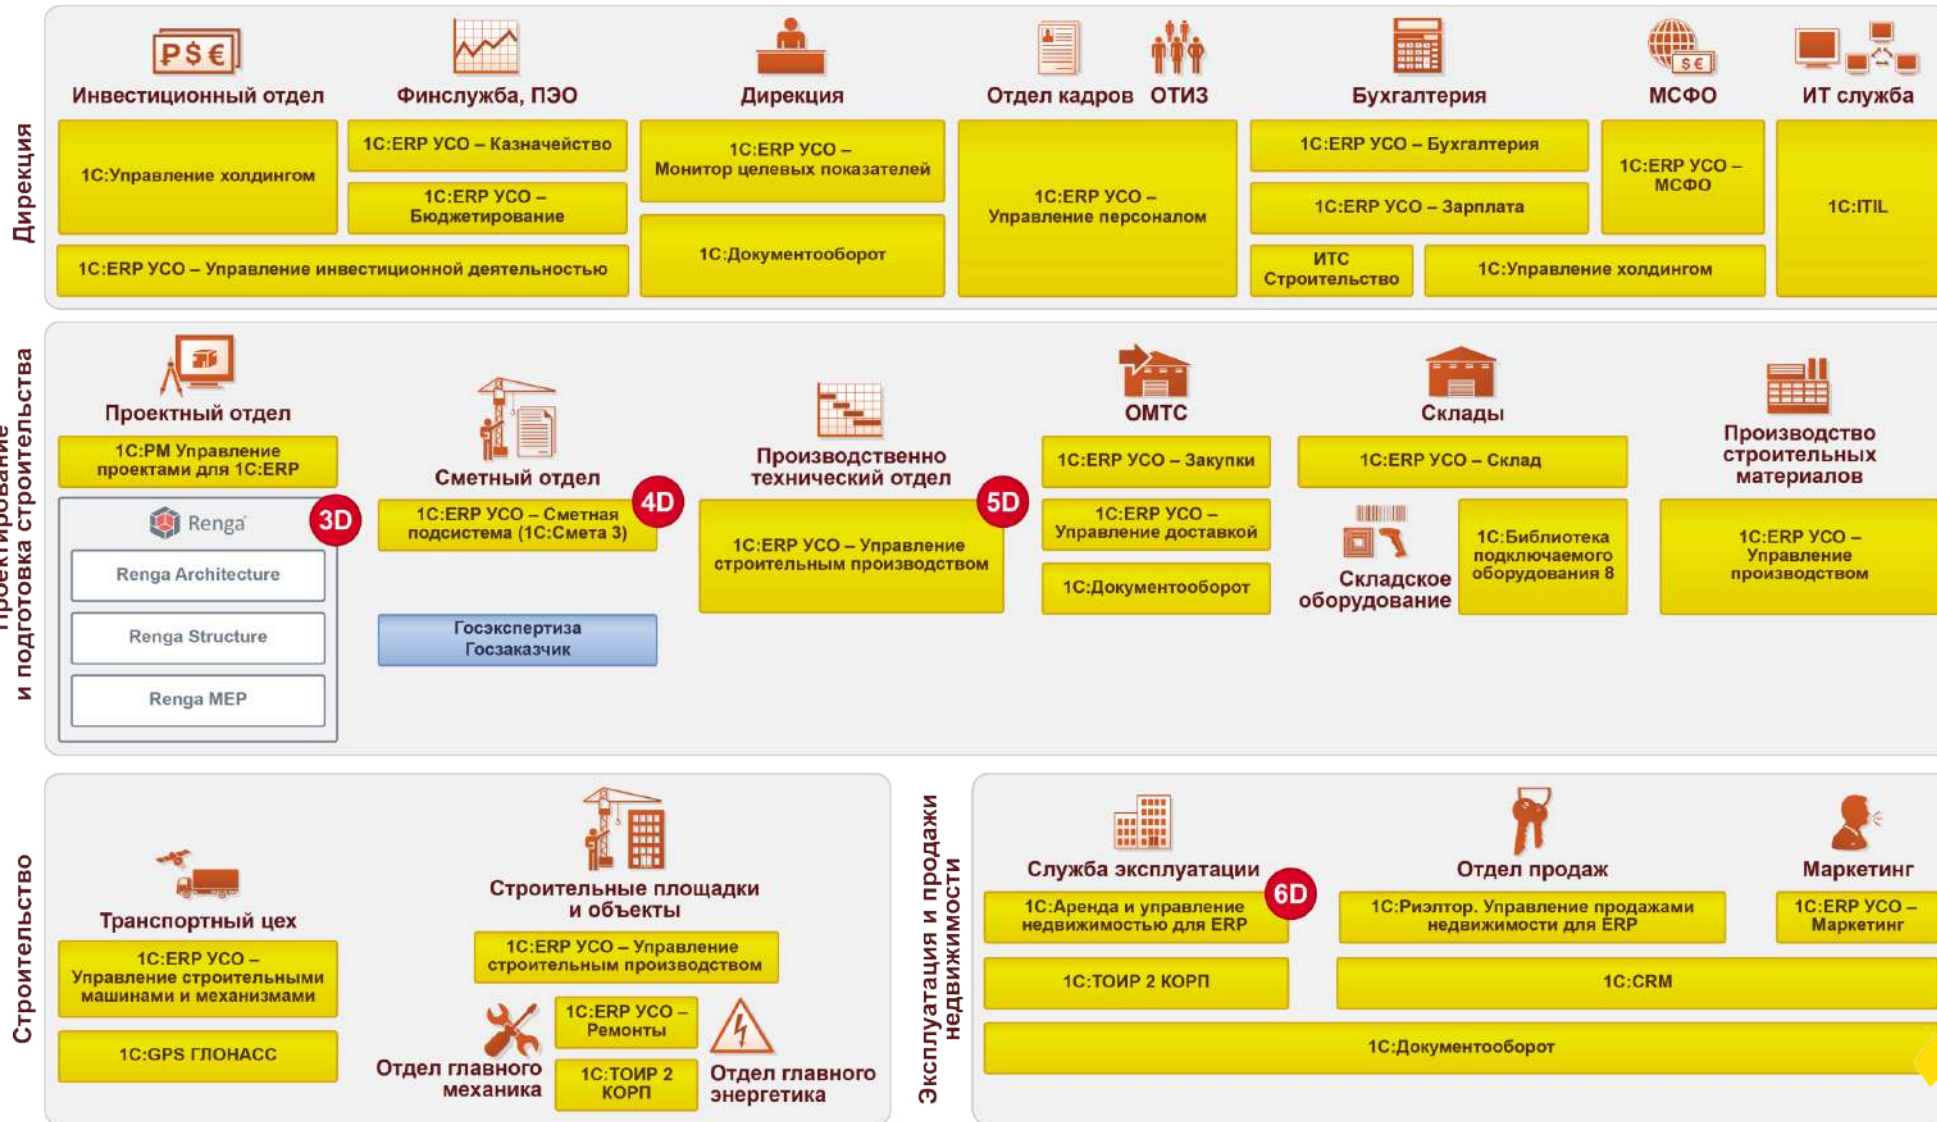 Дирекция
₽$€
Инвестиционный отдел
Финслужба, ПЭО
Дирекция
Отдел кадров
ОТИЗ
Бухгалтерия
$€
МСФО
ИТ служба
1С:Управление холдингом
1С:ERP УСО – Казначейство
1С:ERP УСО –
Бюджетирование
1С:ERP УСО – Управление инвестиционной деятельностью
1С:ERP УСО –
Монитор целевых показателей
1С:Документооборот
1С:ERP УСО –
Управление персоналом
1С:ERP УСО – Бухгалтерия
1С:ERP УСО – Зарплата
ИТС
Строительство
1С:Управление холдингом
1С:ERP УСО –
МСФО
1С:ITIL
Проектирование
и подготовка строительства
Проектный отдел
1С:PM Управление
проектами для 1С:ERP
Renga
3D
Renga Architecture
Renga Structure
Renga MEP
Сметный отдел
4D
1С:ERP УСО – Сметная
подсистема (1С:Смета 3)
Госэкспертиза
Госзаказчик
Производственно
технический отдел
5D
1С:ERP УСО – Управление
строительным производством
ОМТС
1С:ERP УСО – Закупки
1С:ERP УСО –
Управление доставкой
1С:Документооборот
Склады
1С:ERP УСО – Склад
Складское
оборудование
1С:Библиотека
подключаемого
оборудования 8
Производство
строительных
материалов
1С:ERP УСО –
Управление
производством
Строительство
Транспортный цех
1С:ERP УСО –
Управление строительными
машинами и механизмами
1С:GPS ГЛОНАСС
Строительные площадки
и объекты
1С:ERP УСО – Управление
строительным производством
Отдел главного
механика
1С:ERP УСО –
Ремонты
1С:ТОИР 2
КОРП
Отдел главного
энергетика
Эксплуатация и продажи
недвижимости
Служба эксплуатации
6D
1С:Аренда и управление
недвижимостью для ERP
1С:ТОИР 2 КОРП
Отдел продаж
1С:Риэлтор. Управление продажами
недвижимости для ERP
Маркетинг
1С:ERP УСО –
Маркетинг
1С:CRM
1С:Документооборот